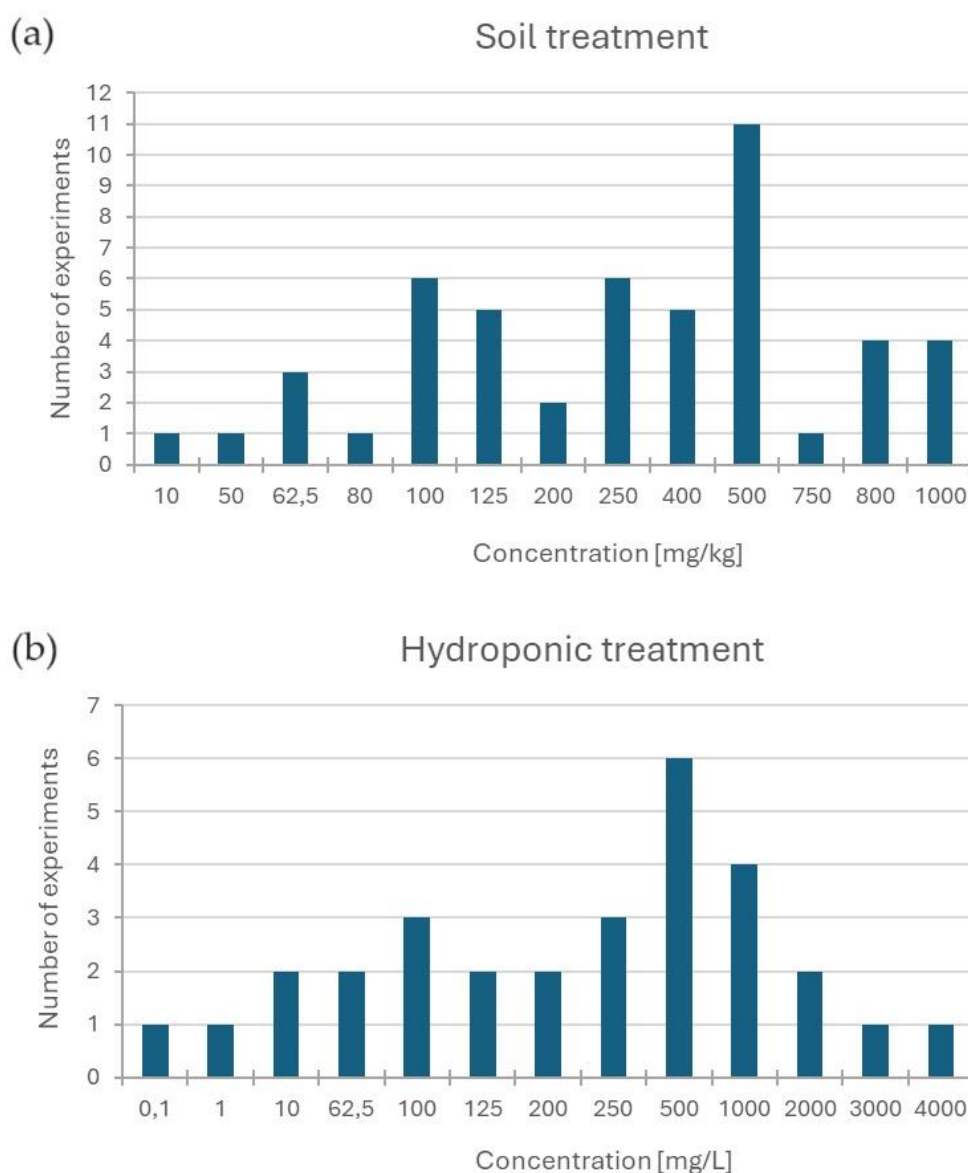 (a)
Soil treatment
Number of experiments
12
11
10
9
8
7
6
5
4
3
2
1
0
10 50 62,5 80 100 125 200 250 400 500 750 800 1000
Concentration [mg/kg]
(b)
Hydroponic treatment
Number of experiments
7
6
5
4
3
2
1
0
0,1 1 10 62,5 100 125 200 250 500 1000 2000 3000 4000
Concentration [mg/L]